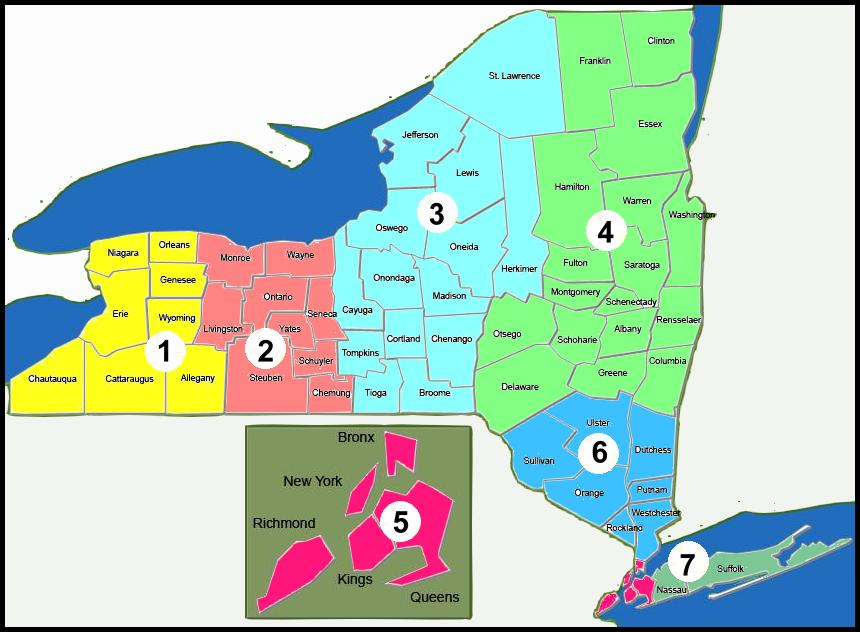 Clinton
Franklin
St. Lawrence
Essex
Jefferson
Lewis
Hamilton
Warren
3
Washington
Oswego
4
Oneida
Orleans
Niagara
Monroe
Wayne
Fulton
Saratoga
Herkimer
Genesee
Onondaga
Ontario
Madison
Montgomery
Schenectady
Cayuga
Erie
Wyoming
Seneca
Livingston
Yates
Rensselaer
Albany
Otsego
Cortland
Chenango
Schoharie
1
2
Tompkins
Schuyler
Columbia
Greene
Chautauqua
Cattaraugus
Allegany
Steuben
Delaware
Chemung
Tioga
Broome
Ulster
Bronx
Dutchess
6
Sullivan
New York
Orange
Putnam
Westchester
Richmond
5
Rockland
7
Suffolk
Kings
Nassau
Queens